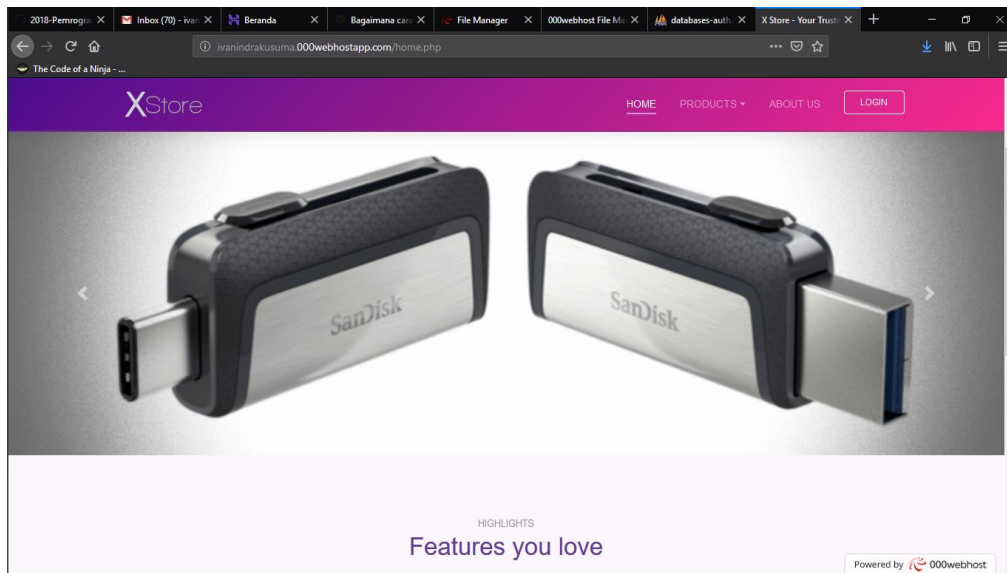 2018-Pemrogra
Inbox (70) - ivan
Beranda
Bagaimana cara
File Manager
000webhost File Ma
databases-auth.
X Store - Your Trust
ivanindrakusuma.000webhostapp.com/home.php
The Code of a Ninja - ...
XStore
HOME
PRODUCTS
ABOUT US
LOGIN
SanDisk
SanDisk
HIGHLIGHTS
Features you love
Powered by 000webhost